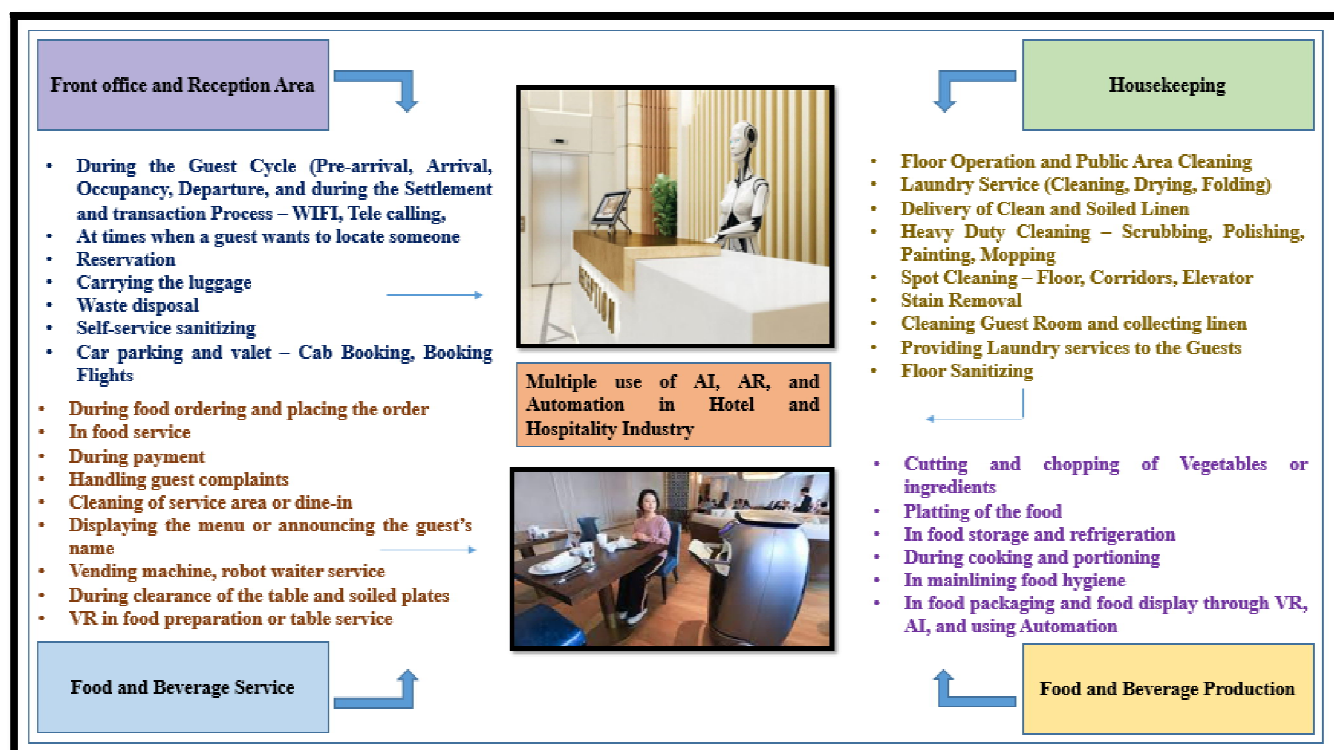 Front office and Reception Area
• During the Guest Cycle (Pre-arrival, Arrival,
Occupancy, Departure, and during the Settlement
and transaction Process – WIFI, Tele calling,
• At times when a guest wants to locate someone
• Reservation
• Carrying the luggage
• Waste disposal
• Self-service sanitizing
• Car parking and valet – Cab Booking, Booking
Flights
• During food ordering and placing the order
• In food service
• During payment
• Handling guest complaints
• Cleaning of service area or dine-in
• Displaying the menu or announcing the guest's
name
• Vending machine, robot waiter service
• During clearance of the table and soiled plates
• VR in food preparation or table service
Food and Beverage Service
RECEPTION
Multiple use of AI, AR, and
Automation in Hotel and
Hospitality Industry
Housekeeping
• Floor Operation and Public Area Cleaning
• Laundry Service (Cleaning, Drying, Folding)
• Delivery of Clean and Soiled Linen
• Heavy Duty Cleaning – Scrubbing, Polishing,
Painting, Mopping
• Spot Cleaning – Floor, Corridors, Elevator
• Stain Removal
• Cleaning Guest Room and collecting linen
• Providing Laundry services to the Guests
• Floor Sanitizing
• Cutting and chopping of Vegetables or
ingredients
• Platting of the food
• In food storage and refrigeration
• During cooking and portioning
• In mainlining food hygiene
• In food packaging and food display through VR,
AI, and using Automation
Food and Beverage Production